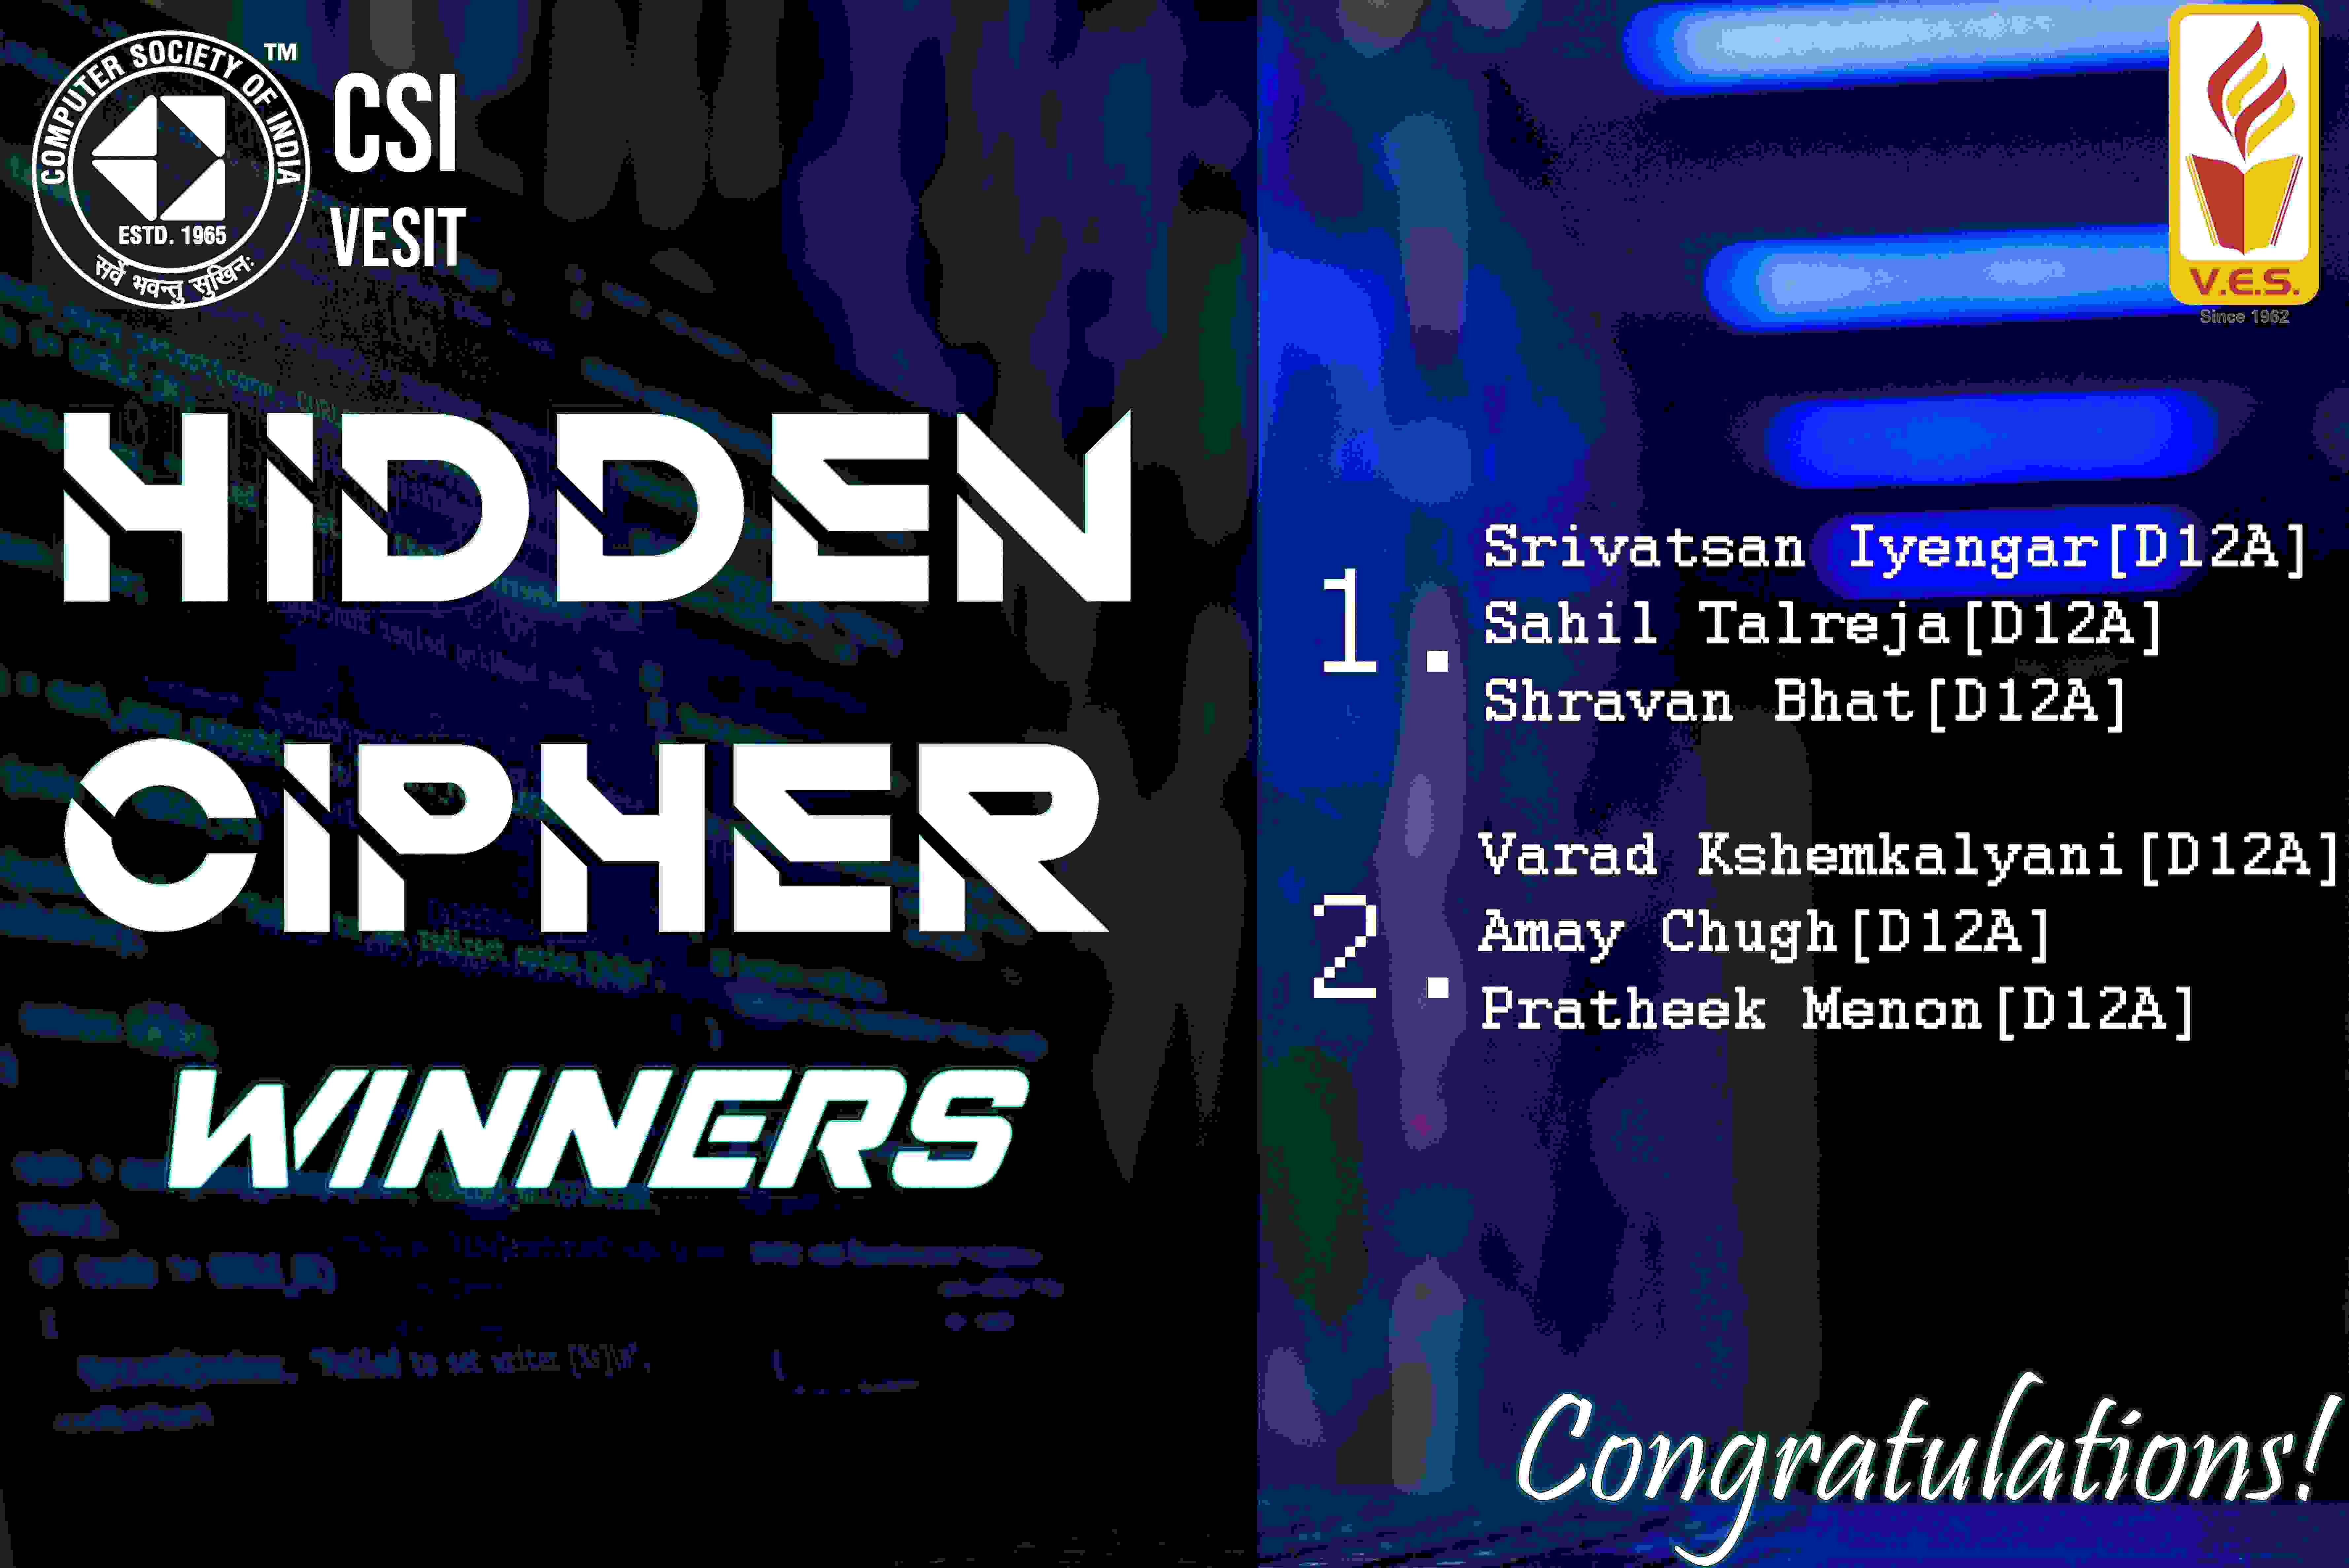 COMPUTER SOCIETY OF INDIA
TM
ESTD. 1965
सर्वे भवन्तु सुखिनः
CSI
VESIT
V.E.S.
Since 1962
HIDDEN
CIPHER
WINNERS
1.
Srivatsan Iyengar[D12A]
Sahil Talreja[D12A]
Shravan Bhat[D12A]
2.
Varad Kshemkalyani[D12A]
Amay Chugh[D12A]
Pratheek Menon[D12A]
Congratulations!